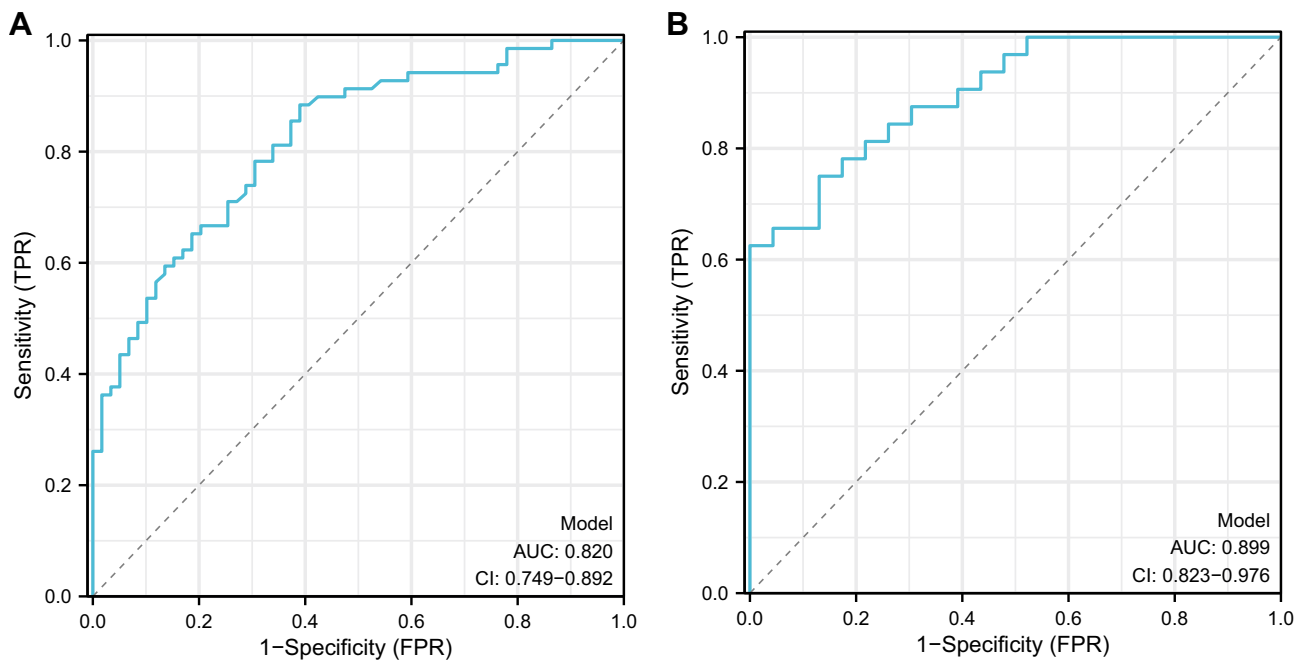 A
1.0
0.8
0.6
0.4
0.2
0.0
Sensitivity (TPR)
Model
AUC: 0.820
CI: 0.749−0.892
0.0 0.2 0.4 0.6 0.8 1.0
1−Specificity (FPR)
B
1.0
0.8
0.6
0.4
0.2
0.0
Sensitivity (TPR)
Model
AUC: 0.899
CI: 0.823−0.976
0.0 0.2 0.4 0.6 0.8 1.0
1−Specificity (FPR)